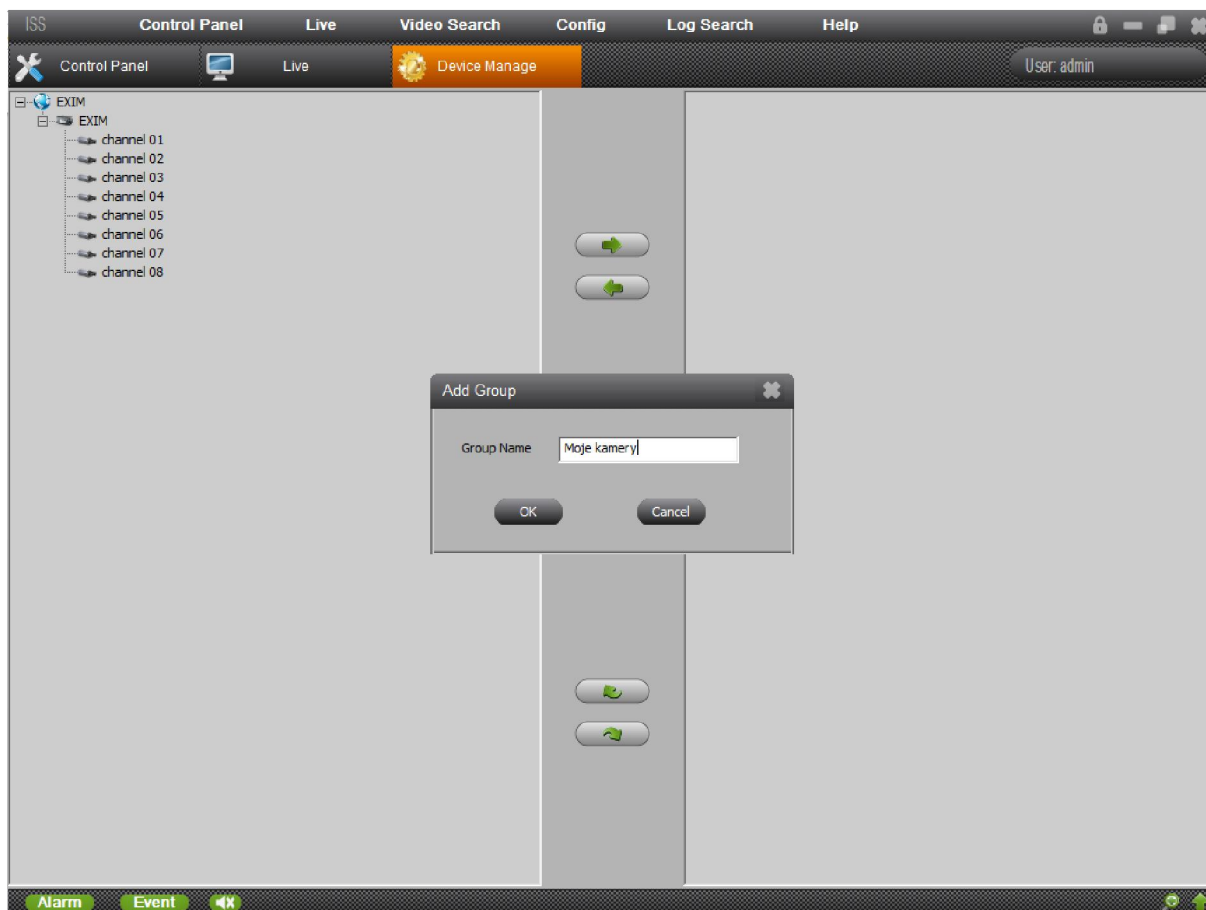 ISS Control Panel Live Video Search Config Log Search Help
Control Panel Live Device Manage User: admin
EXIM
EXIM
channel 01
channel 02
channel 03
channel 04
channel 05
channel 06
channel 07
channel 08
Add Group
Group Name Moje kamery
OK Cancel
Alarm Event